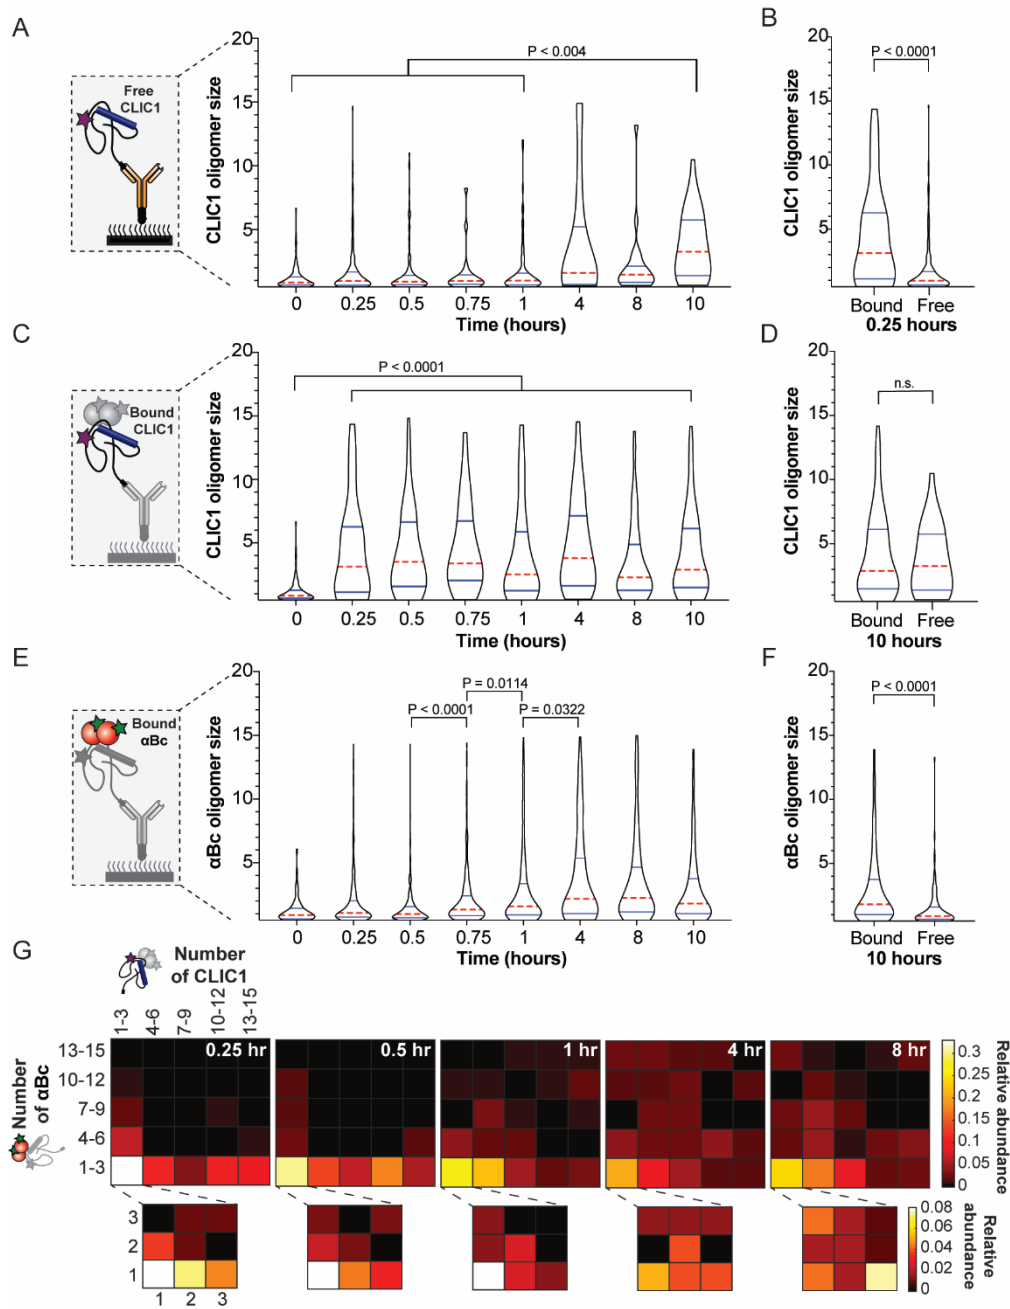 A
Free
CLIC1
CLIC1 oligomer size
20
15
10
5
P < 0.004
0 0.25 0.5 0.75 1 4 8 10
Time (hours)
B
CLIC1 oligomer size
20
15
10
5
P < 0.0001
Bound Free
0.25 hours
C
Bound
CLIC1
CLIC1 oligomer size
20
15
10
5
P < 0.0001
0 0.25 0.5 0.75 1 4 8 10
Time (hours)
D
CLIC1 oligomer size
20
15
10
5
n.s.
Bound Free
10 hours
E
Bound
αBc
αBc oligomer size
20
15
10
5
P = 0.0114
P < 0.0001 P = 0.0322
0 0.25 0.5 0.75 1 4 8 10
Time (hours)
F
αBc oligomer size
20
15
10
5
P < 0.0001
Bound Free
10 hours
G
Number
of CLIC1
1-3 4-6 7-9 10-12 13-15
Number
of αBc
13-15
10-12
7-9
4-6
1-3
0.25 hr 0.5 hr 1 hr 4 hr 8 hr
0.3
0.25
0.2
0.15
0.1
0.05
0
Relative abundance
3
2
1
1 2 3
0.08
0.06
0.04
0.02
0
Relative
abundance